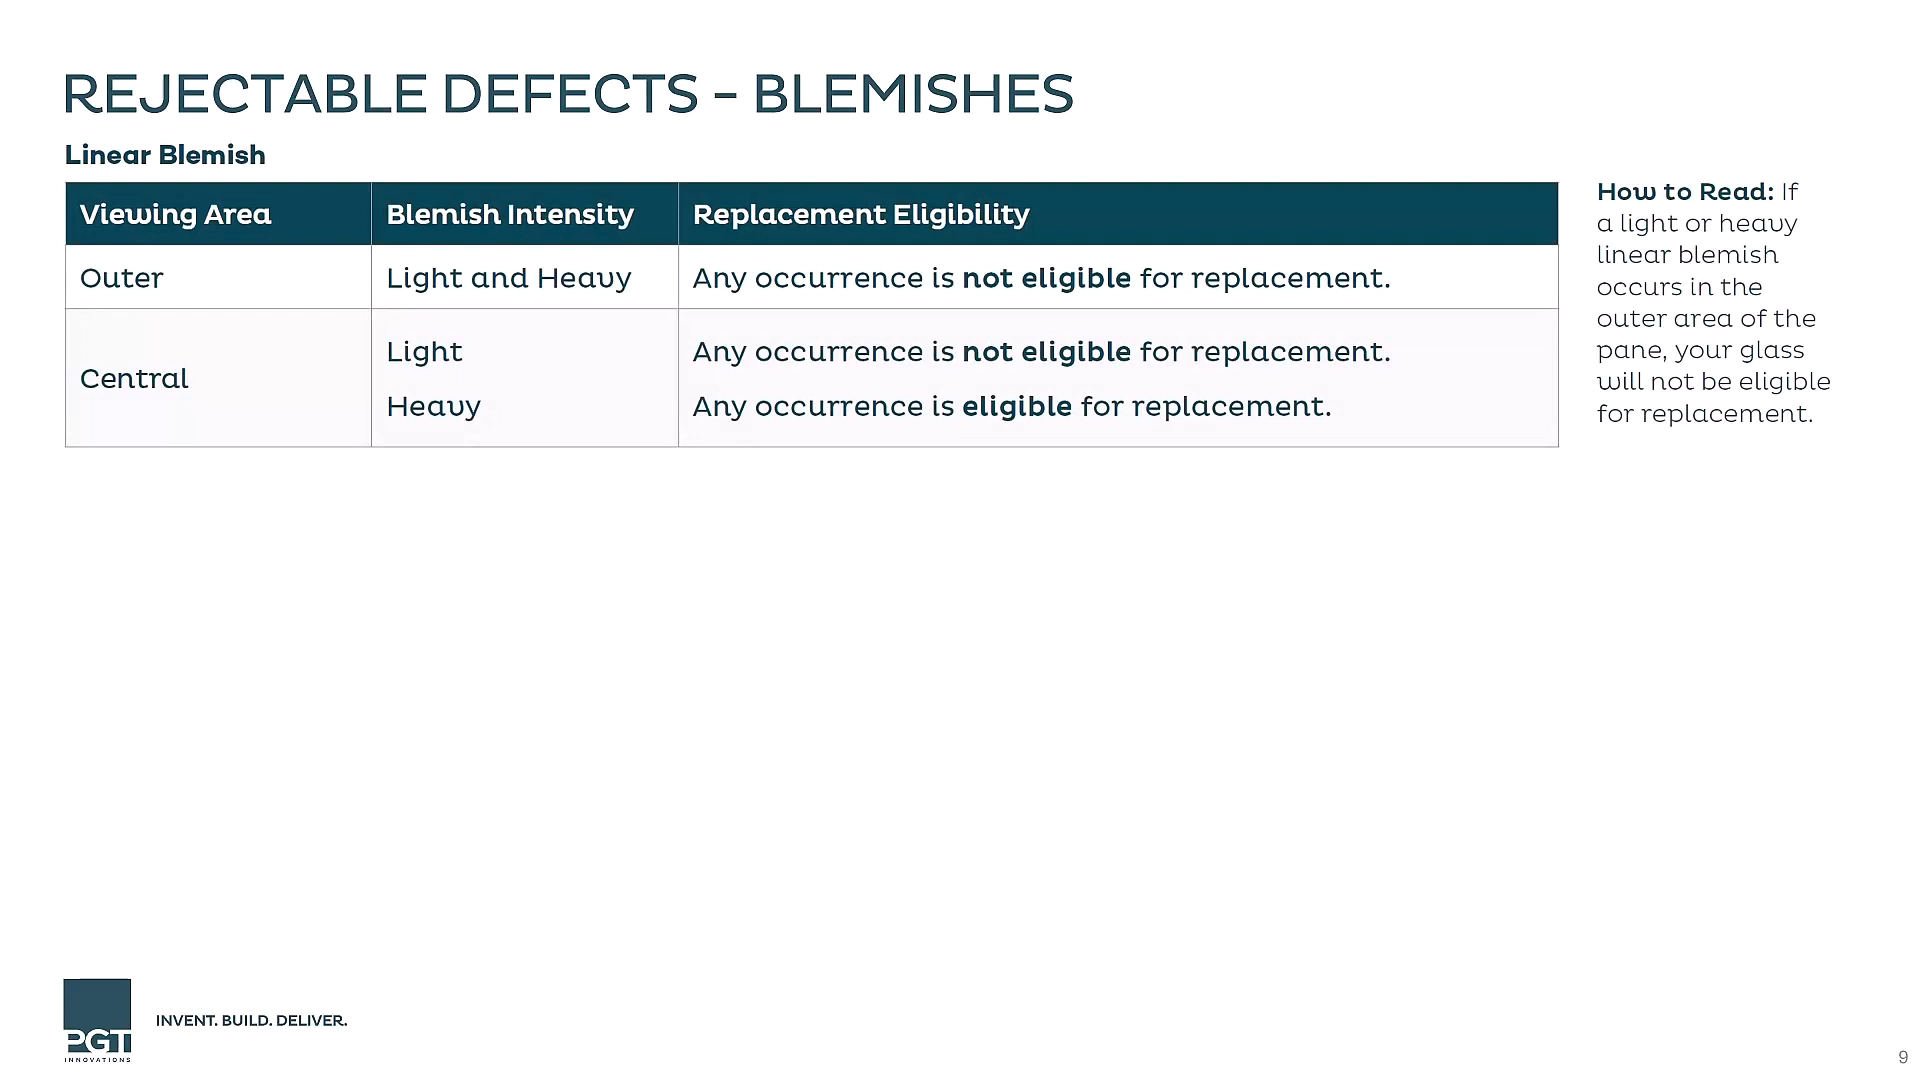 REJECTABLE DEFECTS – BLEMISHES
Linear Blemish
Viewing Area Blemish Intensity Replacement Eligibility
Outer Light and Heavy Any occurrence is not eligible for replacement.
Central
Light Any occurrence is not eligible for replacement.
Heavy Any occurrence is eligible for replacement.
How to Read: If
a light or heavy
linear blemish
occurs in the
outer area of the
pane, your glass
will not be eligible
for replacement.
PGT
INNOVATIONS
INVENT. BUILD. DELIVER.
9